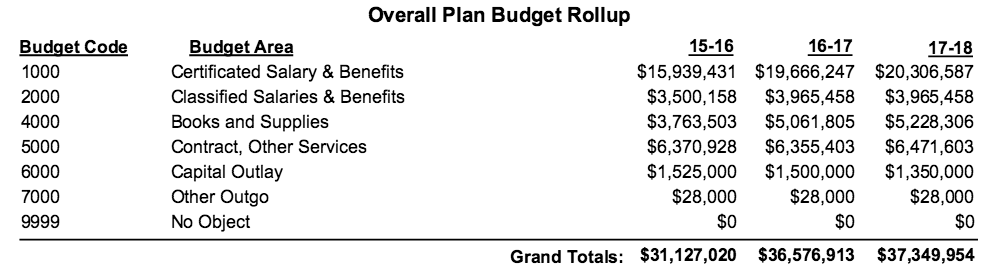 Overall Plan Budget Rollup
Budget Code Budget Area 15-16 16-17 17-18
1000 Certificated Salary & Benefits $15,939,431 $19,666,247 $20,306,587
2000 Classified Salaries & Benefits $3,500,158 $3,965,458 $3,965,458
4000 Books and Supplies $3,763,503 $5,061,805 $5,228,306
5000 Contract, Other Services $6,370,928 $6,355,403 $6,471,603
6000 Capital Outlay $1,525,000 $1,500,000 $1,350,000
7000 Other Outgo $28,000 $28,000 $28,000
9999 No Object $0 $0 $0
Grand Totals: $31,127,020 $36,576,913 $37,349,954